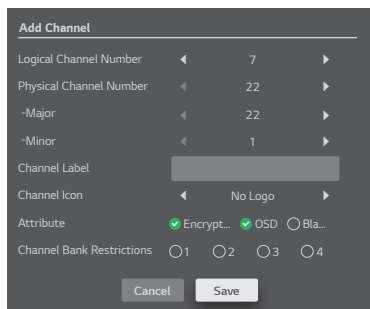 Add Channel
Logical Channel Number 7
Physical Channel Number 22
-Major 22
-Minor 1
Channel Label
Channel Icon No Logo
Attribute Encrypt... OSD Bla...
Channel Bank Restrictions 1 2 3 4
Cancel Save